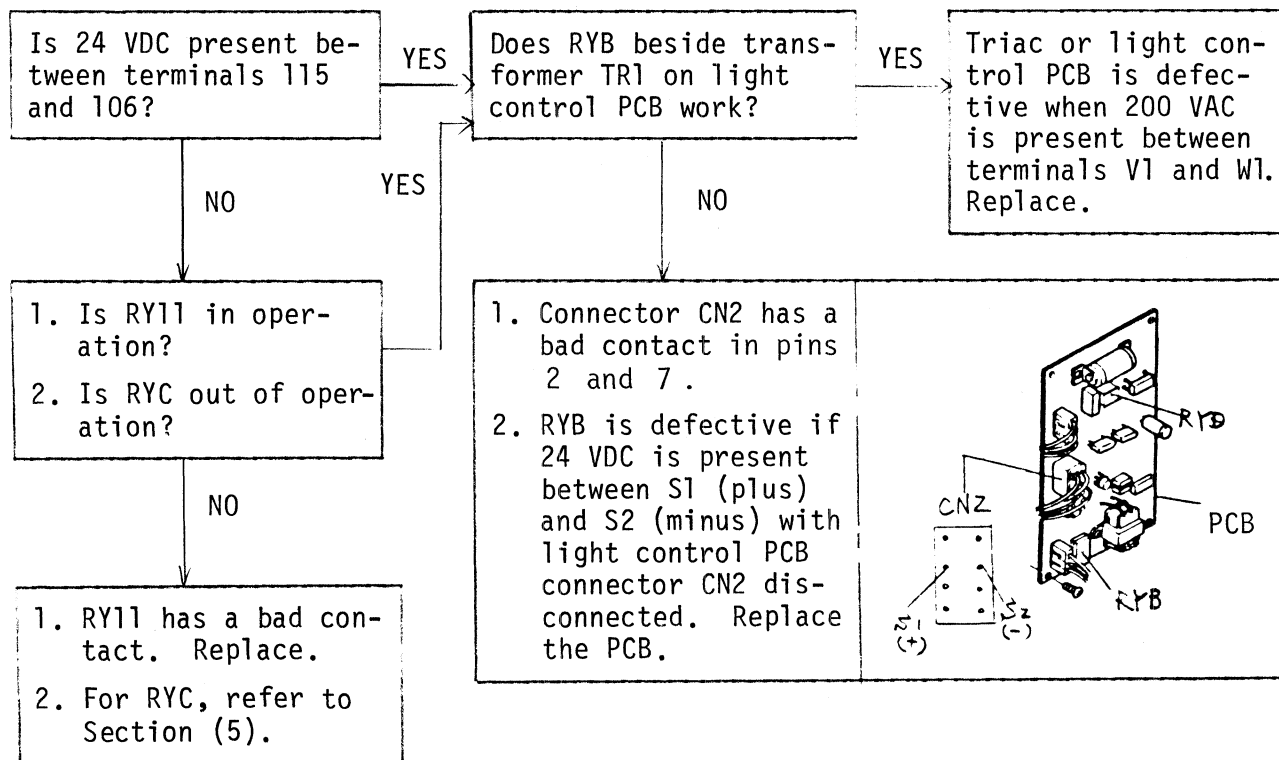 Is 24 VDC present be-
tween terminals 115
and 106?
YES
Does RYB beside trans-
former TR1 on light
control PCB work?
YES
Triac or light con-
trol PCB is defec-
tive when 200 VAC
is present between
terminals V1 and W1.
Replace.
NO
YES
NO
1. Is RY11 in oper-
ation?
2. Is RYC out of oper-
ation?
NO
1. RY11 has a bad con-
tact. Replace.
2. For RYC, refer to
Section (5).
1. Connector CN2 has a
bad contact in pins
2 and 7 .
2. RYB is defective if
24 VDC is present
between S1 (plus)
and S2 (minus) with
light control PCB
connector CN2 dis-
connected. Replace
the PCB.
CN2
PCB
RYB
(+)
(-)